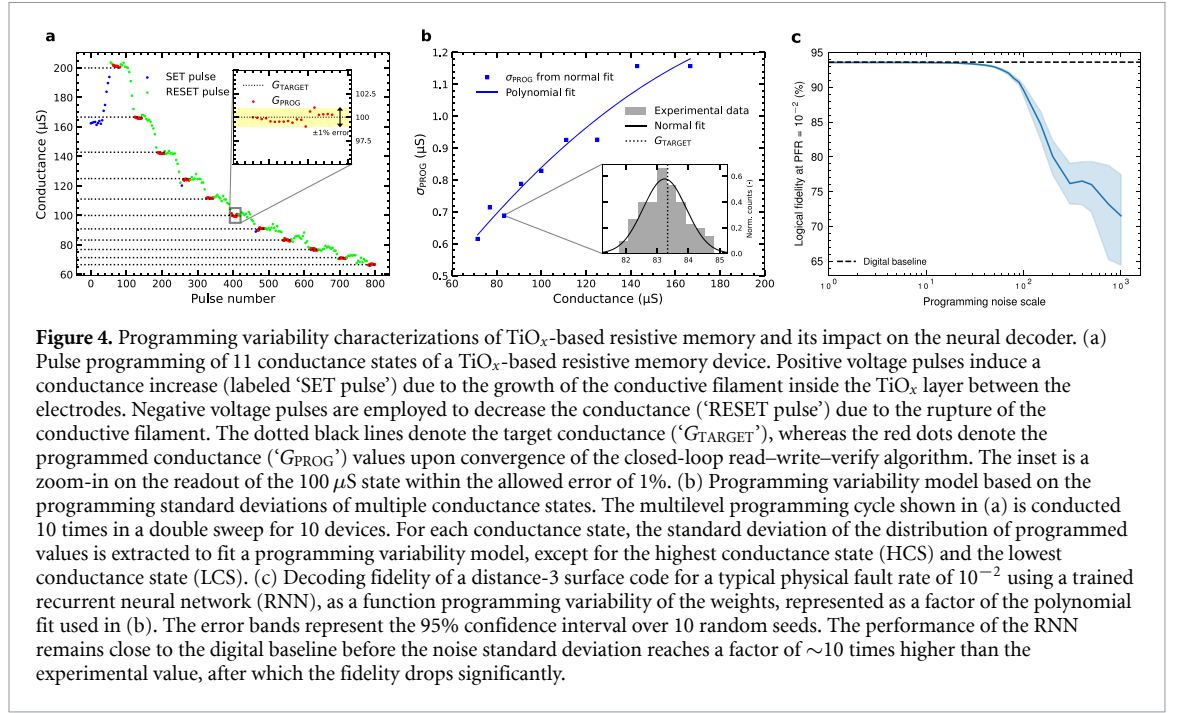 a
200
180
160
140
120
100
80
60
Conductance (μS)
0 100 200 300 400 500 600 700 800
Pulse number
SET pulse
RESET pulse
G_TARGET
G_PROG
102.5
100
97.5
±1% error
b
1.2
1.1
1.0
0.9
0.8
0.7
0.6
0.5
σ_PROG (μS)
60 80 100 120 140 160 180 200
Conductance (μS)
σ_PROG from normal fit
Polynomial fit
Experimental data
Normal fit
G_TARGET
0.6
0.4
0.2
0.0
Norm. counts (-)
82 83 84 85
c
95
90
85
80
75
70
65
Logical fidelity at PFR = 10⁻² (%)
Digital baseline
10⁰ 10¹ 10² 10³
Programming noise scale
Figure 4. Programming variability characterizations of TiOₓ-based resistive memory and its impact on the neural decoder. (a)
Pulse programming of 11 conductance states of a TiOₓ-based resistive memory device. Positive voltage pulses induce a
conductance increase (labeled ‘SET pulse’) due to the growth of the conductive filament inside the TiOₓ layer between the
electrodes. Negative voltage pulses are employed to decrease the conductance (‘RESET pulse’) due to the rupture of the
conductive filament. The dotted black lines denote the target conductance (‘G_TARGET’), whereas the red dots denote the
programmed conductance (‘G_PROG’) values upon convergence of the closed-loop read–write–verify algorithm. The inset is a
zoom-in on the readout of the 100 μS state within the allowed error of 1%. (b) Programming variability model based on the
programming standard deviations of multiple conductance states. The multilevel programming cycle shown in (a) is conducted
10 times in a double sweep for 10 devices. For each conductance state, the standard deviation of the distribution of programmed
values is extracted to fit a programming variability model, except for the highest conductance state (HCS) and the lowest
conductance state (LCS). (c) Decoding fidelity of a distance-3 surface code for a typical physical fault rate of 10⁻² using a trained
recurrent neural network (RNN), as a function programming variability of the weights, represented as a factor of the polynomial
fit used in (b). The error bands represent the 95% confidence interval over 10 random seeds. The performance of the RNN
remains close to the digital baseline before the noise standard deviation reaches a factor of ∼10 times higher than the
experimental value, after which the fidelity drops significantly.